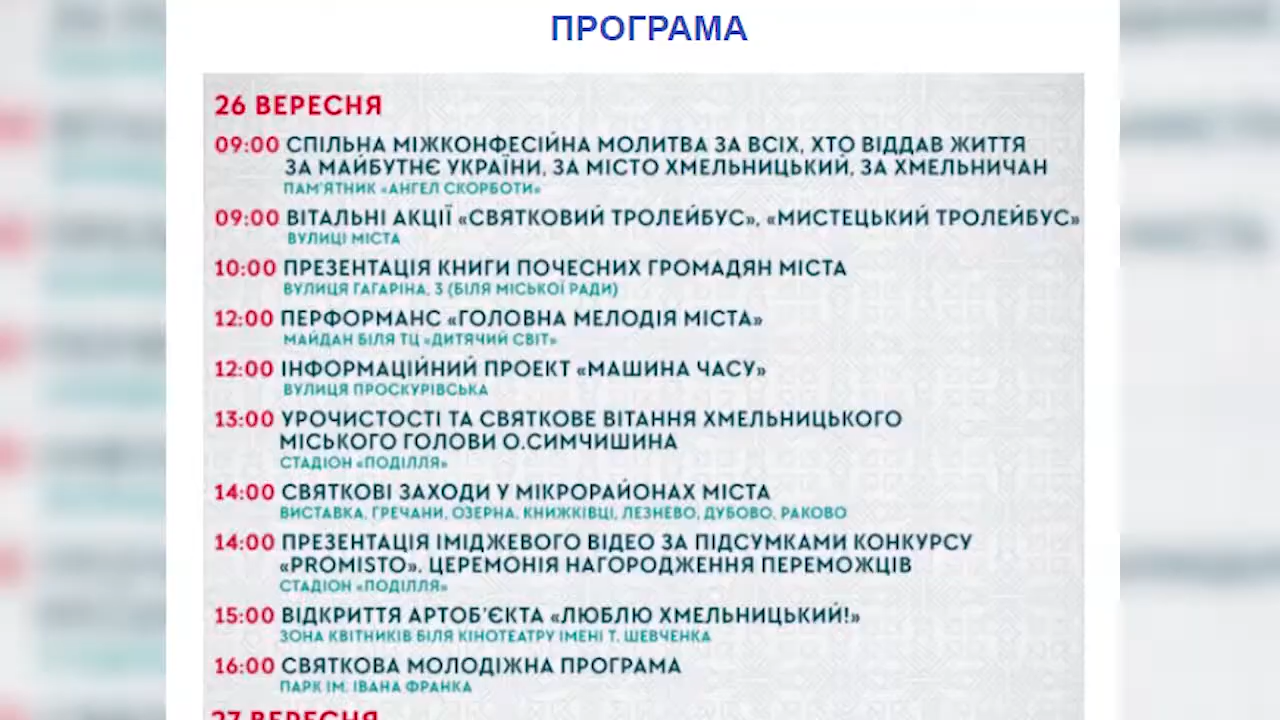 ПРОГРАМА
26 ВЕРЕСНЯ
09:00 СПІЛЬНА МІЖКОНФЕСІЙНА МОЛИТВА ЗА ВСІХ, ХТО ВІДДАВ ЖИТТЯ
ЗА МАЙБУТНЄ УКРАЇНИ, ЗА МІСТО ХМЕЛЬНИЦЬКИЙ, ЗА ХМЕЛЬНИЧАН
ПАМ'ЯТНИК «АНГЕЛ СКОРБОТИ»
09:00 ВІТАЛЬНІ АКЦІЇ «СВЯТКОВИЙ ТРОЛЕЙБУС», «МИСТЕЦЬКИЙ ТРОЛЕЙБУС»
ВУЛИЦІ МІСТА
10:00 ПРЕЗЕНТАЦІЯ КНИГИ ПОЧЕСНИХ ГРОМАДЯН МІСТА
ВУЛИЦЯ ГАГАРІНА, 3 (БІЛЯ МІСЬКОЇ РАДИ)
12:00 ПЕРФОРМАНС «ГОЛОВНА МЕЛОДІЯ МІСТА»
МАЙДАН БІЛЯ ТЦ «ДИТЯЧИЙ СВІТ»
12:00 ІНФОРМАЦІЙНИЙ ПРОЕКТ «МАШИНА ЧАСУ»
ВУЛИЦЯ ПРОСКУРІВСЬКА
13:00 УРОЧИСТОСТІ ТА СВЯТКОВЕ ВІТАННЯ ХМЕЛЬНИЦЬКОГО
МІСЬКОГО ГОЛОВИ О.СИМЧИШИНА
СТАДІОН «ПОДІЛЛЯ»
14:00 СВЯТКОВІ ЗАХОДИ У МІКРОРАЙОНАХ МІСТА
ВИСТАВКА, ГРЕЧАНИ, ОЗЕРНА, КНИЖКІВЦІ, ЛЕЗНЕВО, ДУБОВО, РАКОВО
14:00 ПРЕЗЕНТАЦІЯ ІМІДЖЕВОГО ВІДЕО ЗА ПІДСУМКАМИ КОНКУРСУ
«PROMISTO». ЦЕРЕМОНІЯ НАГОРОДЖЕННЯ ПЕРЕМОЖЦІВ
СТАДІОН «ПОДІЛЛЯ»
15:00 ВІДКРИТТЯ АРТОБ'ЄКТА «ЛЮБЛЮ ХМЕЛЬНИЦЬКИЙ!»
ЗОНА КВІТНИКІВ БІЛЯ КІНОТЕАТРУ ІМЕНІ Т. ШЕВЧЕНКА
16:00 СВЯТКОВА МОЛОДІЖНА ПРОГРАМА
ПАРК ІМ. ІВАНА ФРАНКА
27 ВЕРЕСНЯ